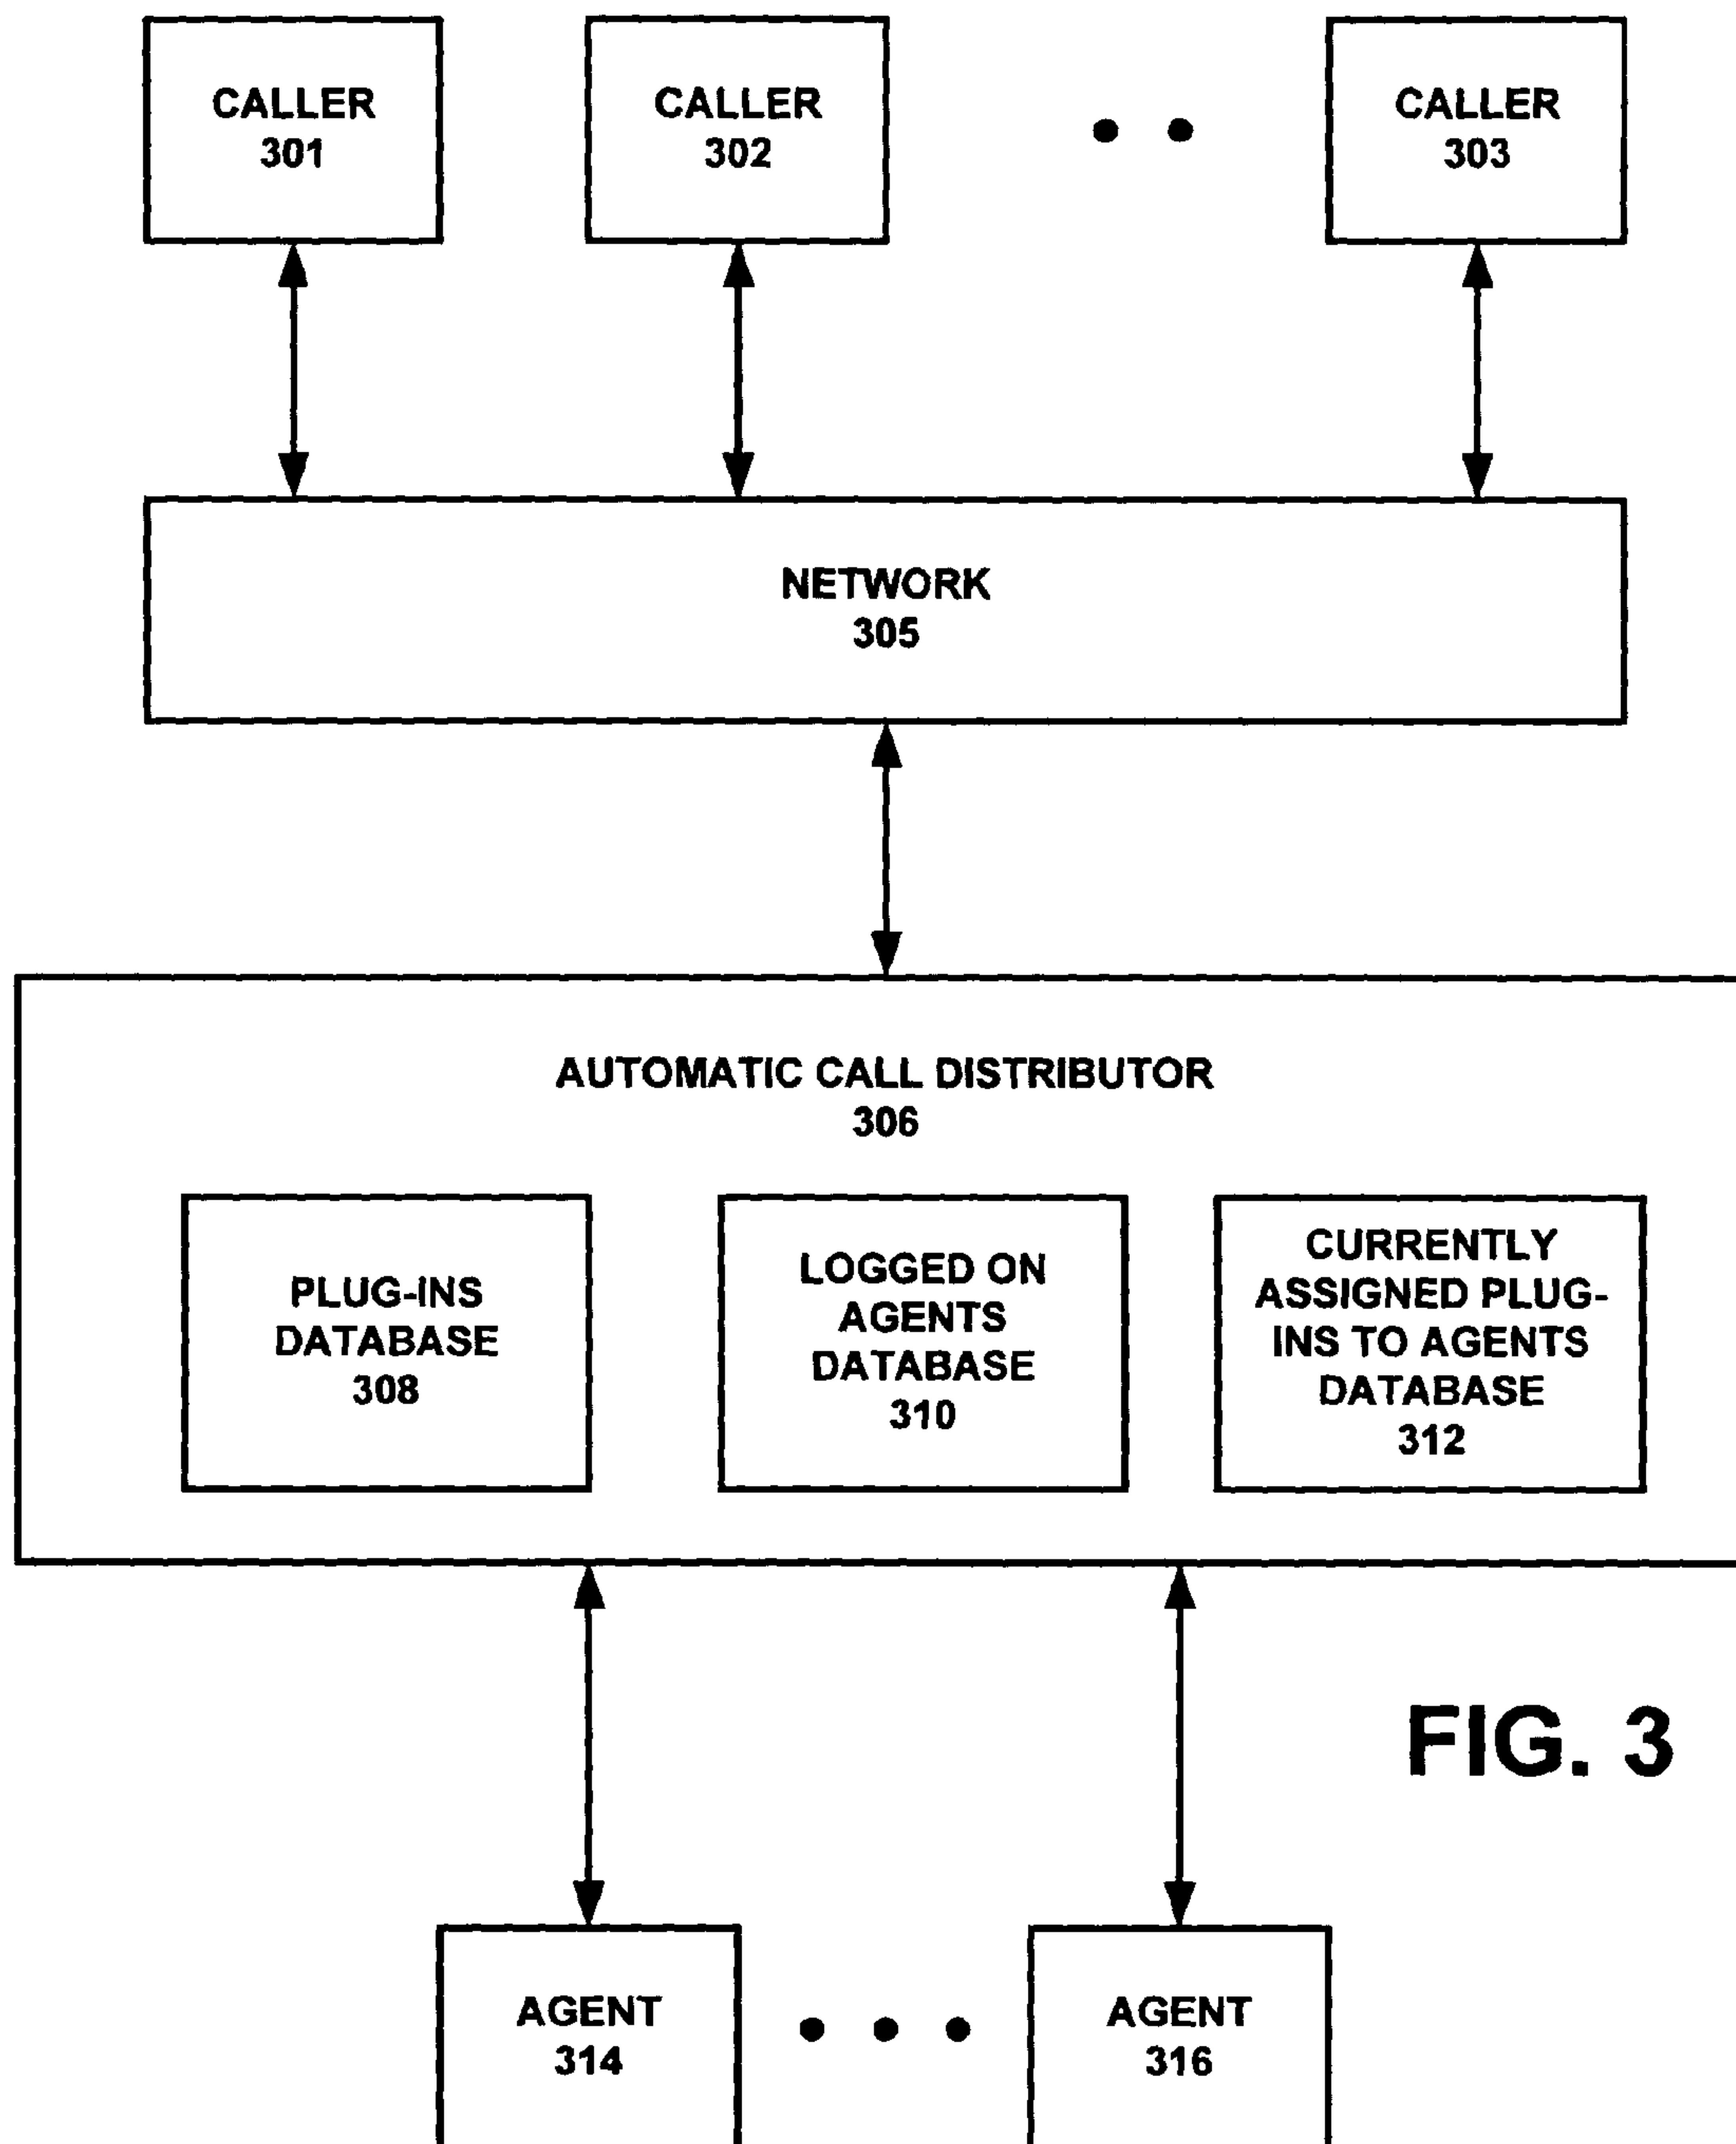 CALLER
301
CALLER
302
CALLER
303
NETWORK
305
AUTOMATIC CALL DISTRIBUTOR
306
PLUG-INS
DATABASE
308
LOGGED ON
AGENTS
DATABASE
310
CURRENTLY
ASSIGNED PLUG-
INS TO AGENTS
DATABASE
312
FIG. 3
AGENT
314
AGENT
316